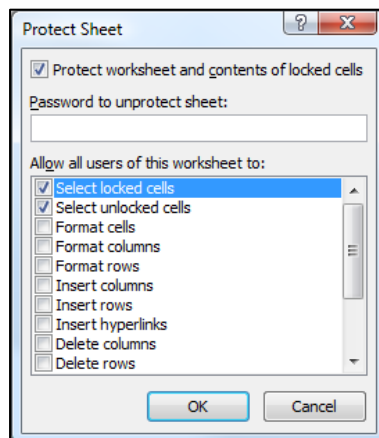 Protect Sheet
Protect worksheet and contents of locked cells
Password to unprotect sheet:
Allow all users of this worksheet to:
Select locked cells
Select unlocked cells
Format cells
Format columns
Format rows
Insert columns
Insert rows
Insert hyperlinks
Delete columns
Delete rows
OK Cancel